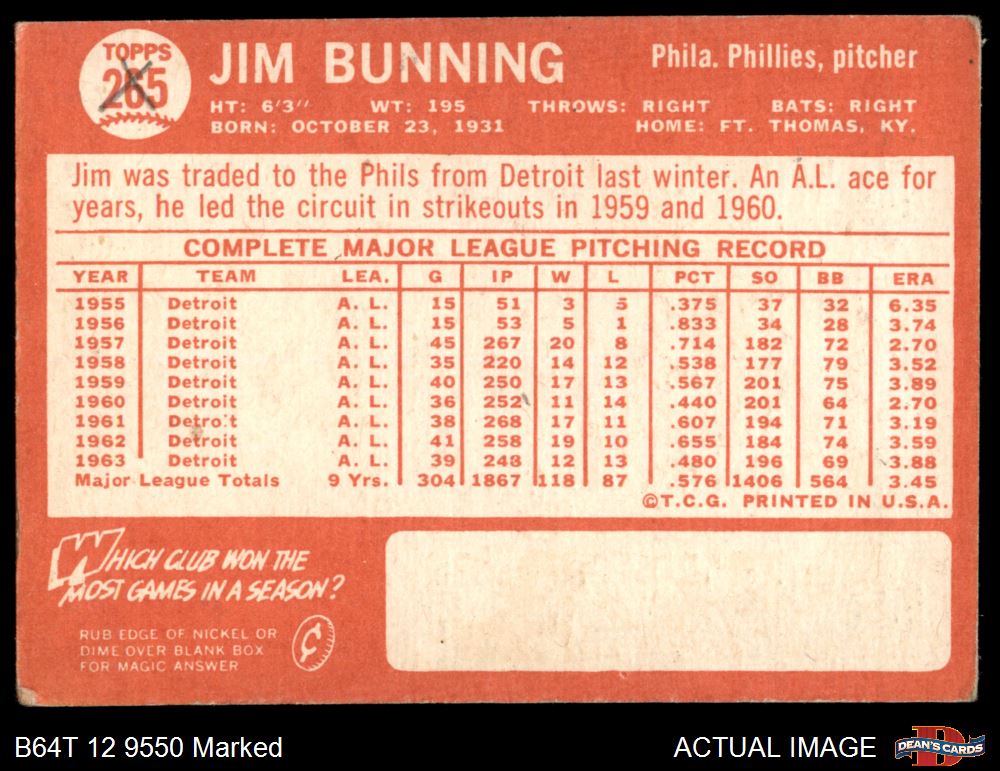 TOPPS
265
JIM BUNNING
Phila. Phillies, pitcher
HT: 6'3" WT: 195 THROWS: RIGHT BATS: RIGHT
BORN: OCTOBER 23, 1931 HOME: FT. THOMAS, KY.
Jim was traded to the Phils from Detroit last winter. An A.L. ace for
years, he led the circuit in strikeouts in 1959 and 1960.
COMPLETE MAJOR LEAGUE PITCHING RECORD
YEAR TEAM LEA. G IP W L PCT SO BB ERA
1955 Detroit A. L. 15 51 3 5 .375 37 32 6.35
1956 Detroit A. L. 15 53 5 1 .833 34 28 3.74
1957 Detroit A. L. 45 267 20 8 .714 182 72 2.70
1958 Detroit A. L. 35 220 14 12 .538 177 79 3.52
1959 Detroit A. L. 40 250 17 13 .567 201 75 3.89
1960 Detroit A. L. 36 252 11 14 .440 201 64 2.70
1961 Detroit A. L. 38 268 17 11 .607 194 71 3.19
1962 Detroit A. L. 41 258 19 10 .655 184 74 3.59
1963 Detroit A. L. 39 248 12 13 .480 196 69 3.88
Major League Totals 9 Yrs. 304 1867 118 87 .576 1406 564 3.45
©T.C.G. PRINTED IN U.S.A.
WHICH CLUB WON THE
MOST GAMES IN A SEASON?
RUB EDGE OF NICKEL OR
DIME OVER BLANK BOX
FOR MAGIC ANSWER
¢
B64T 12 9550 Marked
ACTUAL IMAGE
DEAN'S CARDS